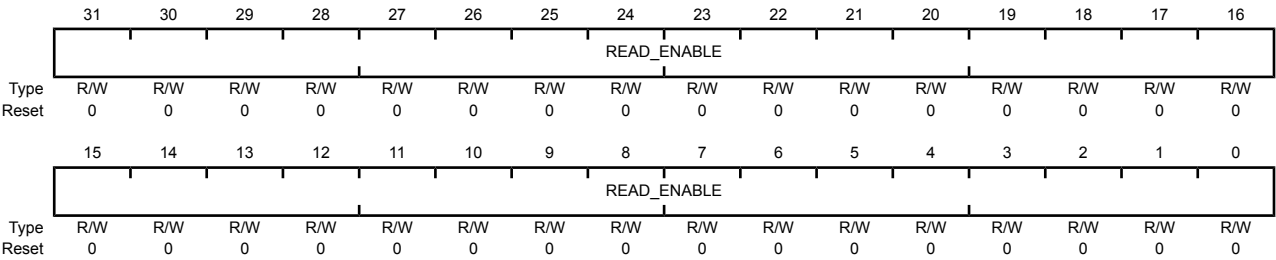 31 30 29 28 27 26 25 24 23 22 21 20 19 18 17 16
READ_ENABLE
Type R/W R/W R/W R/W R/W R/W R/W R/W R/W R/W R/W R/W R/W R/W R/W R/W
Reset 0 0 0 0 0 0 0 0 0 0 0 0 0 0 0 0
15 14 13 12 11 10 9 8 7 6 5 4 3 2 1 0
READ_ENABLE
Type R/W R/W R/W R/W R/W R/W R/W R/W R/W R/W R/W R/W R/W R/W R/W R/W
Reset 0 0 0 0 0 0 0 0 0 0 0 0 0 0 0 0